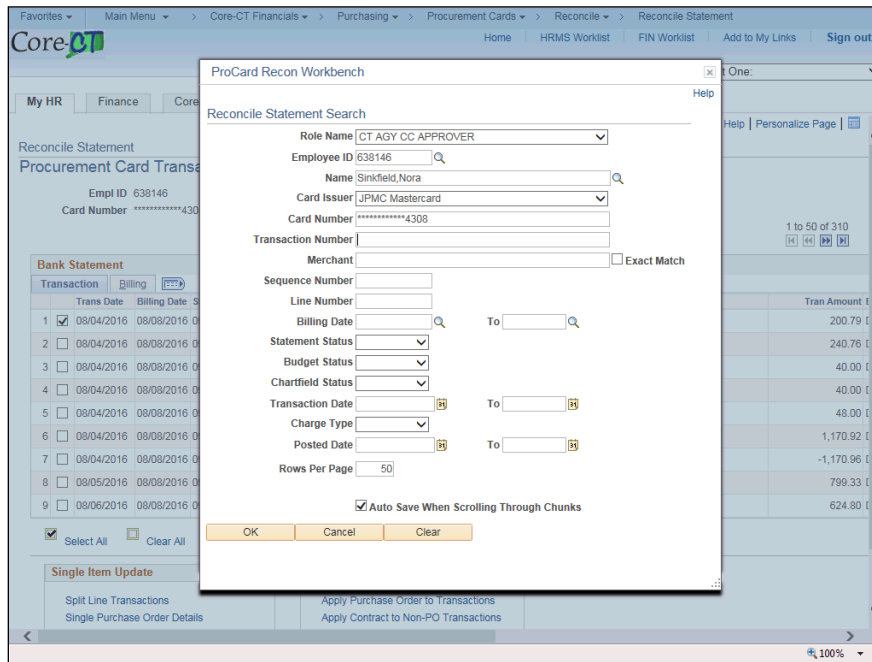 Favorites Main Menu > Core-CT Financials > Purchasing > Procurement Cards > Reconcile > Reconcile Statement
Core-CT
Home HRMS Worklist FIN Worklist Add to My Links Sign out
t One:
My HR Finance Core
Help | Personalize Page |
Reconcile Statement
Procurement Card Transa
Empl ID 638146
Card Number ************430
1 to 50 of 310
Bank Statement
Transaction Billing
Trans Date Billing Date S Tran Amount
1 08/04/2016 08/08/2016 200.79
2 08/04/2016 08/08/2016 240.76
3 08/04/2016 08/08/2016 40.00
4 08/04/2016 08/08/2016 40.00
5 08/04/2016 08/08/2016 48.00
6 08/04/2016 08/08/2016 1,170.92
7 08/04/2016 08/08/2016 -1,170.96
8 08/05/2016 08/08/2016 799.33
9 08/06/2016 08/08/2016 624.80
Select All Clear All
Single Item Update
Split Line Transactions Apply Purchase Order to Transactions
Single Purchase Order Details Apply Contract to Non-PO Transactions
100%
ProCard Recon Workbench x
Help
Reconcile Statement Search
Role Name CT AGY CC APPROVER
Employee ID 638146
Name Sinkfield,Nora
Card Issuer JPMC Mastercard
Card Number ************4308
Transaction Number
Merchant Exact Match
Sequence Number
Line Number
Billing Date To
Statement Status
Budget Status
Chartfield Status
Transaction Date To
Charge Type
Posted Date To
Rows Per Page 50
Auto Save When Scrolling Through Chunks
OK Cancel Clear